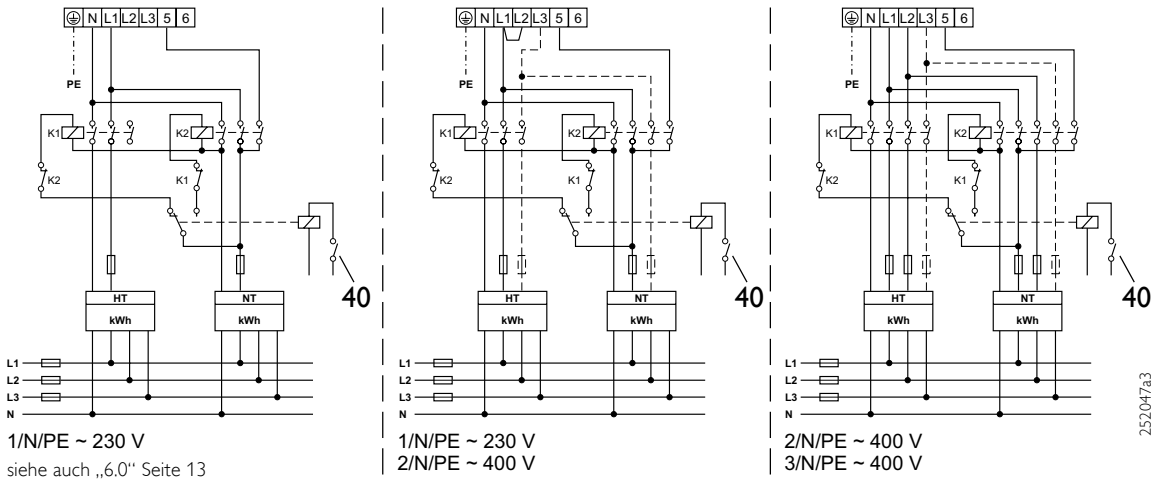 N L1 L2 L3 5 6
PE
K1
K2
K2
K1
40
HT
kWh
NT
kWh
L1
L2
L3
N
1/N/PE ~ 230 V
siehe auch „6.0“ Seite 13
N L1 L2 L3 5 6
PE
K1
K2
K2
K1
40
HT
kWh
NT
kWh
L1
L2
L3
N
1/N/PE ~ 230 V
2/N/PE ~ 400 V
N L1 L2 L3 5 6
PE
K1
K2
K2
K1
40
HT
kWh
NT
kWh
L1
L2
L3
N
2/N/PE ~ 400 V
3/N/PE ~ 400 V
252047a3